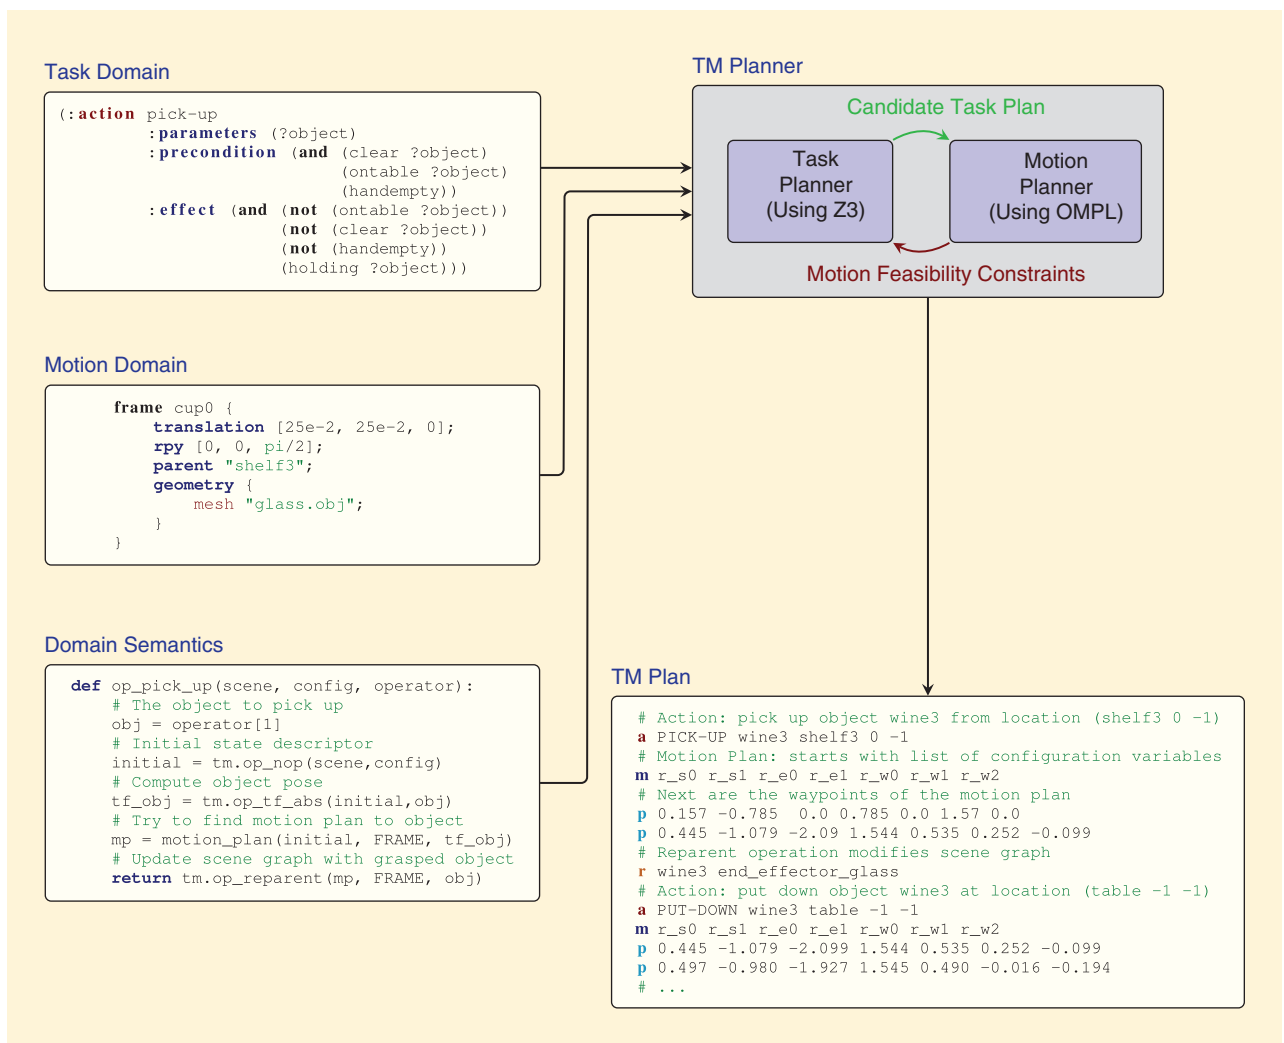 Task Domain
(:action pick-up
:parameters (?object)
:precondition (and (clear ?object)
(ontable ?object)
(handempty))
:effect (and (not (ontable ?object))
(not (clear ?object))
(not (handempty))
(holding ?object)))
Motion Domain
frame cup0 {
translation [25e-2, 25e-2, 0];
rpy [0, 0, pi/2];
parent "shelf3";
geometry {
mesh "glass.obj";
}
}
Domain Semantics
def op_pick_up(scene, config, operator):
# The object to pick up
obj = operator[1]
# Initial state descriptor
initial = tm.op_nop(scene,config)
# Compute object pose
tf_obj = tm.op_tf_abs(initial,obj)
# Try to find motion plan to object
mp = motion_plan(initial, FRAME, tf_obj)
# Update scene graph with grasped object
return tm.op_reparent(mp, FRAME, obj)
TM Planner
Candidate Task Plan
Task
Planner
(Using Z3)
Motion
Planner
(Using OMPL)
Motion Feasibility Constraints
TM Plan
# Action: pick up object wine3 from location (shelf3 0 -1)
a PICK-UP wine3 shelf3 0 -1
# Motion Plan: starts with list of configuration variables
m r_s0 r_s1 r_e0 r_e1 r_w0 r_w1 r_w2
# Next are the waypoints of the motion plan
p 0.157 -0.785 0.0 0.785 0.0 1.57 0.0
p 0.445 -1.079 -2.09 1.544 0.535 0.252 -0.099
# Reparent operation modifies scene graph
r wine3 end_effector_glass
# Action: put down object wine3 at location (table -1 -1)
a PUT-DOWN wine3 table -1 -1
m r_s0 r_s1 r_e0 r_e1 r_w0 r_w1 r_w2
p 0.445 -1.079 -2.099 1.544 0.535 0.252 -0.099
p 0.497 -0.980 -1.927 1.545 0.490 -0.016 -0.194
# ...